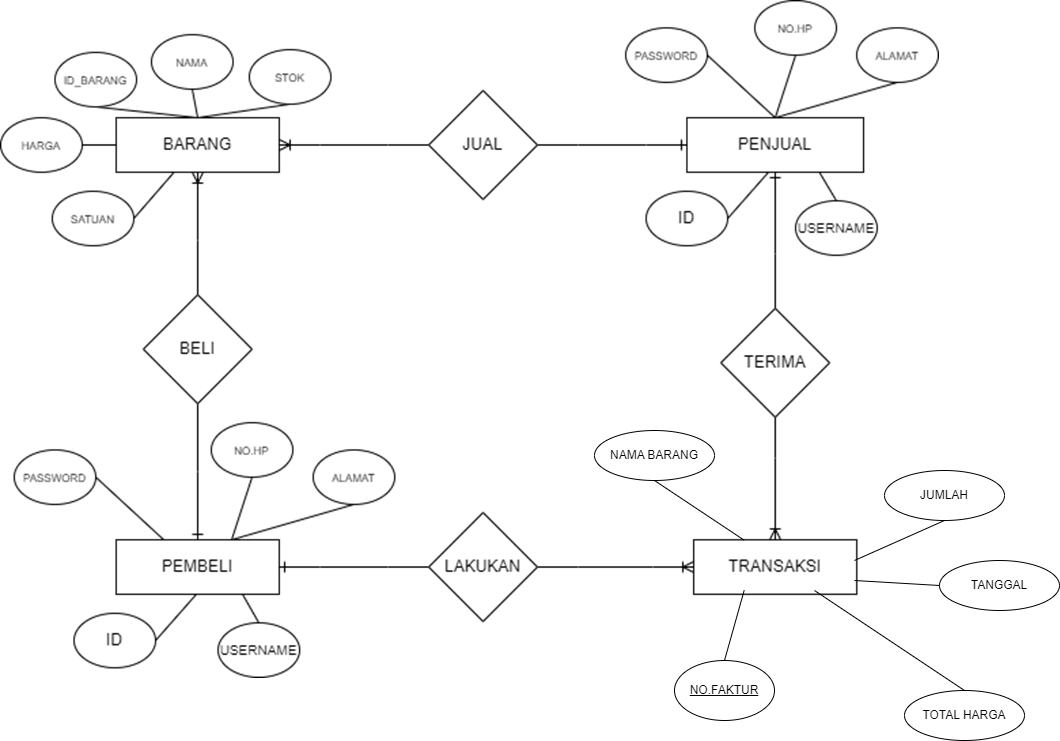 NO.HP
NAMA
PASSWORD
ALAMAT
ID_BARANG
STOK
HARGA
BARANG
JUAL
PENJUAL
SATUAN
ID
USERNAME
BELI
TERIMA
NO.HP
NAMA BARANG
PASSWORD
ALAMAT
JUMLAH
PEMBELI
LAKUKAN
TRANSAKSI
TANGGAL
ID
USERNAME
NO.FAKTUR
TOTAL HARGA